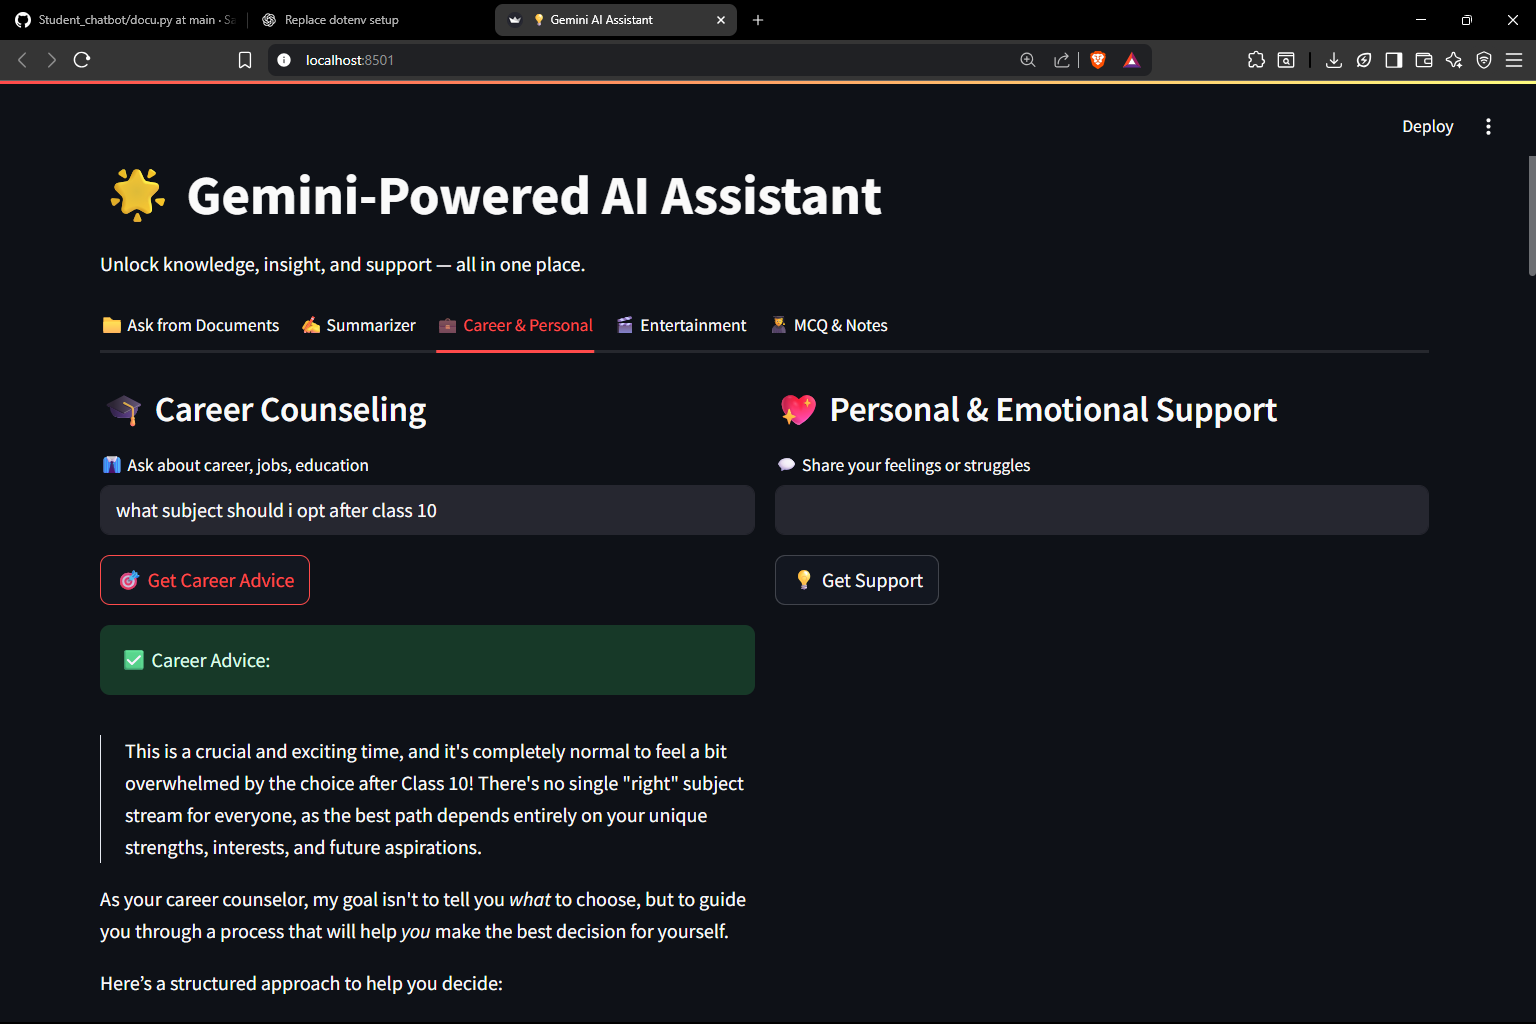 Student_chatbot/docu.py at main · Sa
Replace dotenv setup
Gemini AI Assistant
localhost:8501
Deploy
Gemini-Powered AI Assistant
Unlock knowledge, insight, and support — all in one place.
Ask from Documents
Summarizer
Career & Personal
Entertainment
MCQ & Notes
Career Counseling
Ask about career, jobs, education
what subject should i opt after class 10
Get Career Advice
Career Advice:
This is a crucial and exciting time, and it's completely normal to feel a bit
overwhelmed by the choice after Class 10! There's no single "right" subject
stream for everyone, as the best path depends entirely on your unique
strengths, interests, and future aspirations.
As your career counselor, my goal isn't to tell you what to choose, but to guide
you through a process that will help you make the best decision for yourself.
Here’s a structured approach to help you decide:
Personal & Emotional Support
Share your feelings or struggles
Get Support